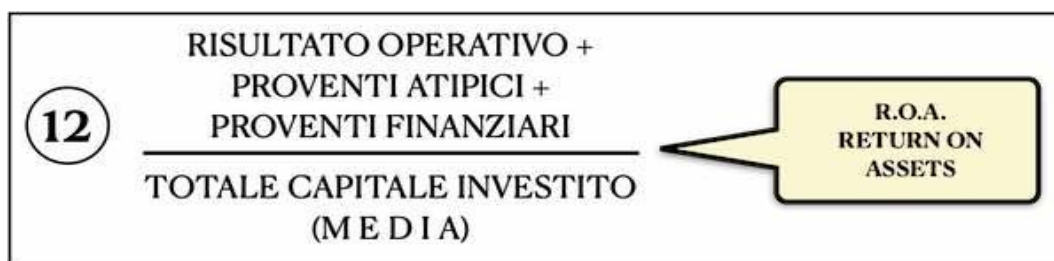 12
RISULTATO OPERATIVO +
PROVENTI ATIPICI +
PROVENTI FINANZIARI
TOTALE CAPITALE INVESTITO
(M E D I A)
R.O.A.
RETURN ON
ASSETS